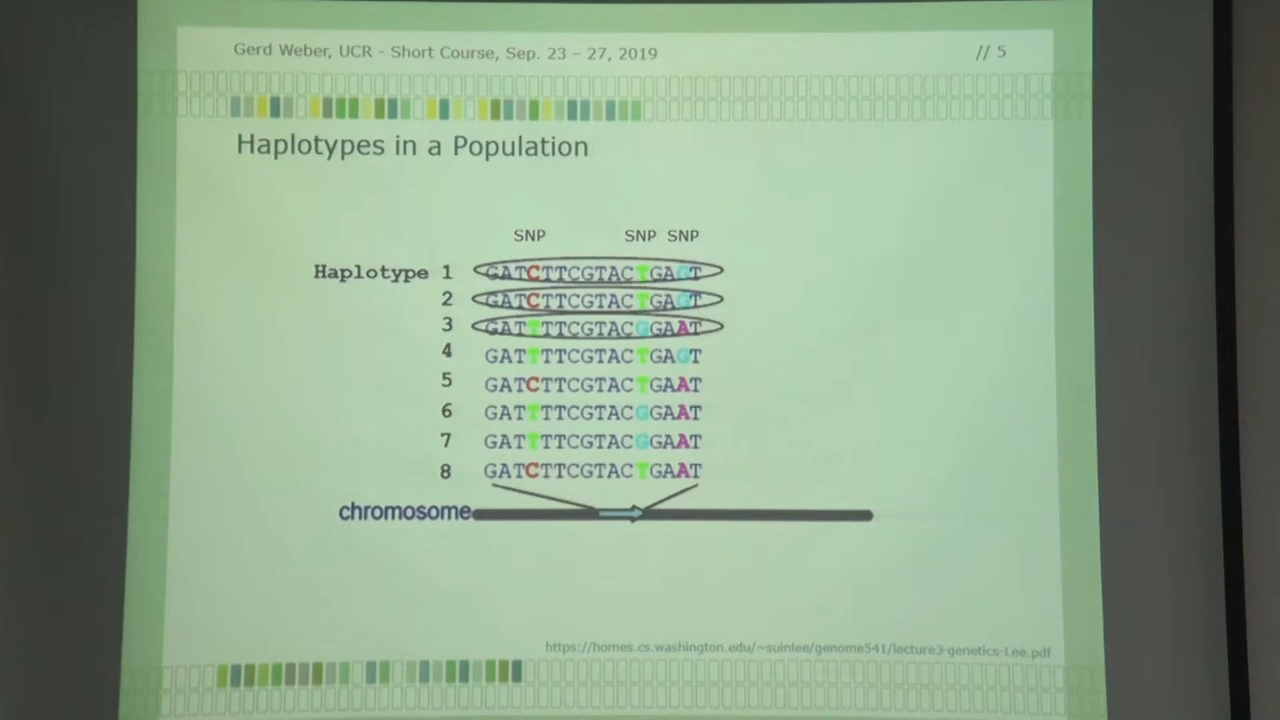 Gerd Weber, UCR - Short Course, Sep. 23 – 27, 2019 // 5
Haplotypes in a Population
SNP SNP SNP
Haplotype 1 GATCTTCGTACTGAGT
2 GATCTTCGTACTGAGT
3 GATTTTCGTACGGAAT
4 GATTTTCGTACTGAGT
5 GATCTTCGTACTGAAT
6 GATTTTCGTACGGAAT
7 GATTTTCGTACGGAAT
8 GATCTTCGTACTGAAT
chromosome
https://homes.cs.washington.edu/~suinlee/genome541/lecture3-genetics-Lee.pdf